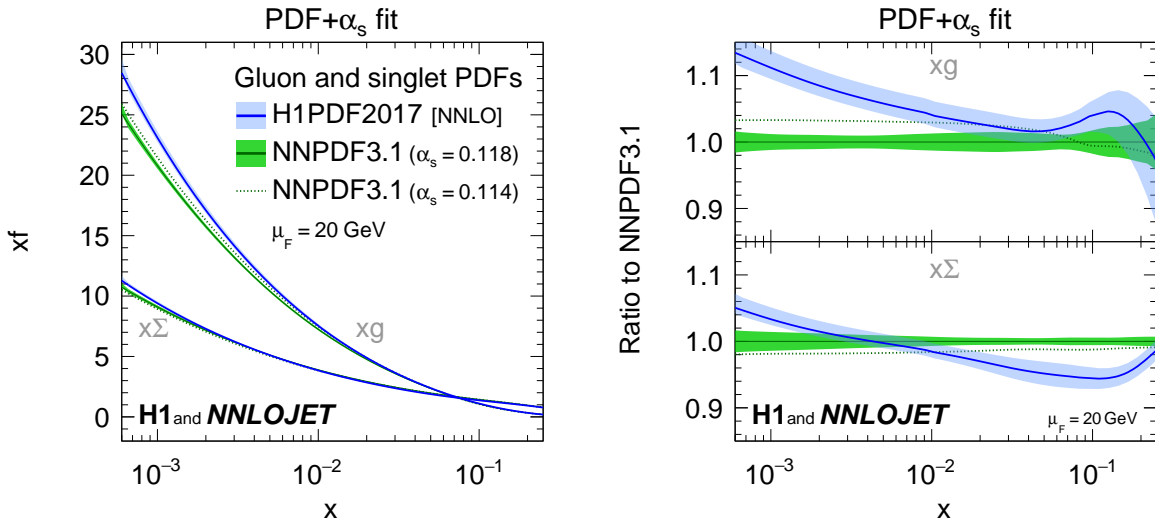 PDF+αₛ fit
30
25
20
15
10
5
0
xf
Gluon and singlet PDFs
H1PDF2017 [NNLO]
NNPDF3.1 (αₛ = 0.118)
NNPDF3.1 (αₛ = 0.114)
μ_F = 20 GeV
xΣ
xg
H1 and NNLOJET
10⁻³
10⁻²
10⁻¹
x
PDF+αₛ fit
Ratio to NNPDF3.1
xg
1.1
1.0
0.9
xΣ
1.1
1.0
0.9
H1 and NNLOJET
μ_F = 20 GeV
10⁻³
10⁻²
10⁻¹
x